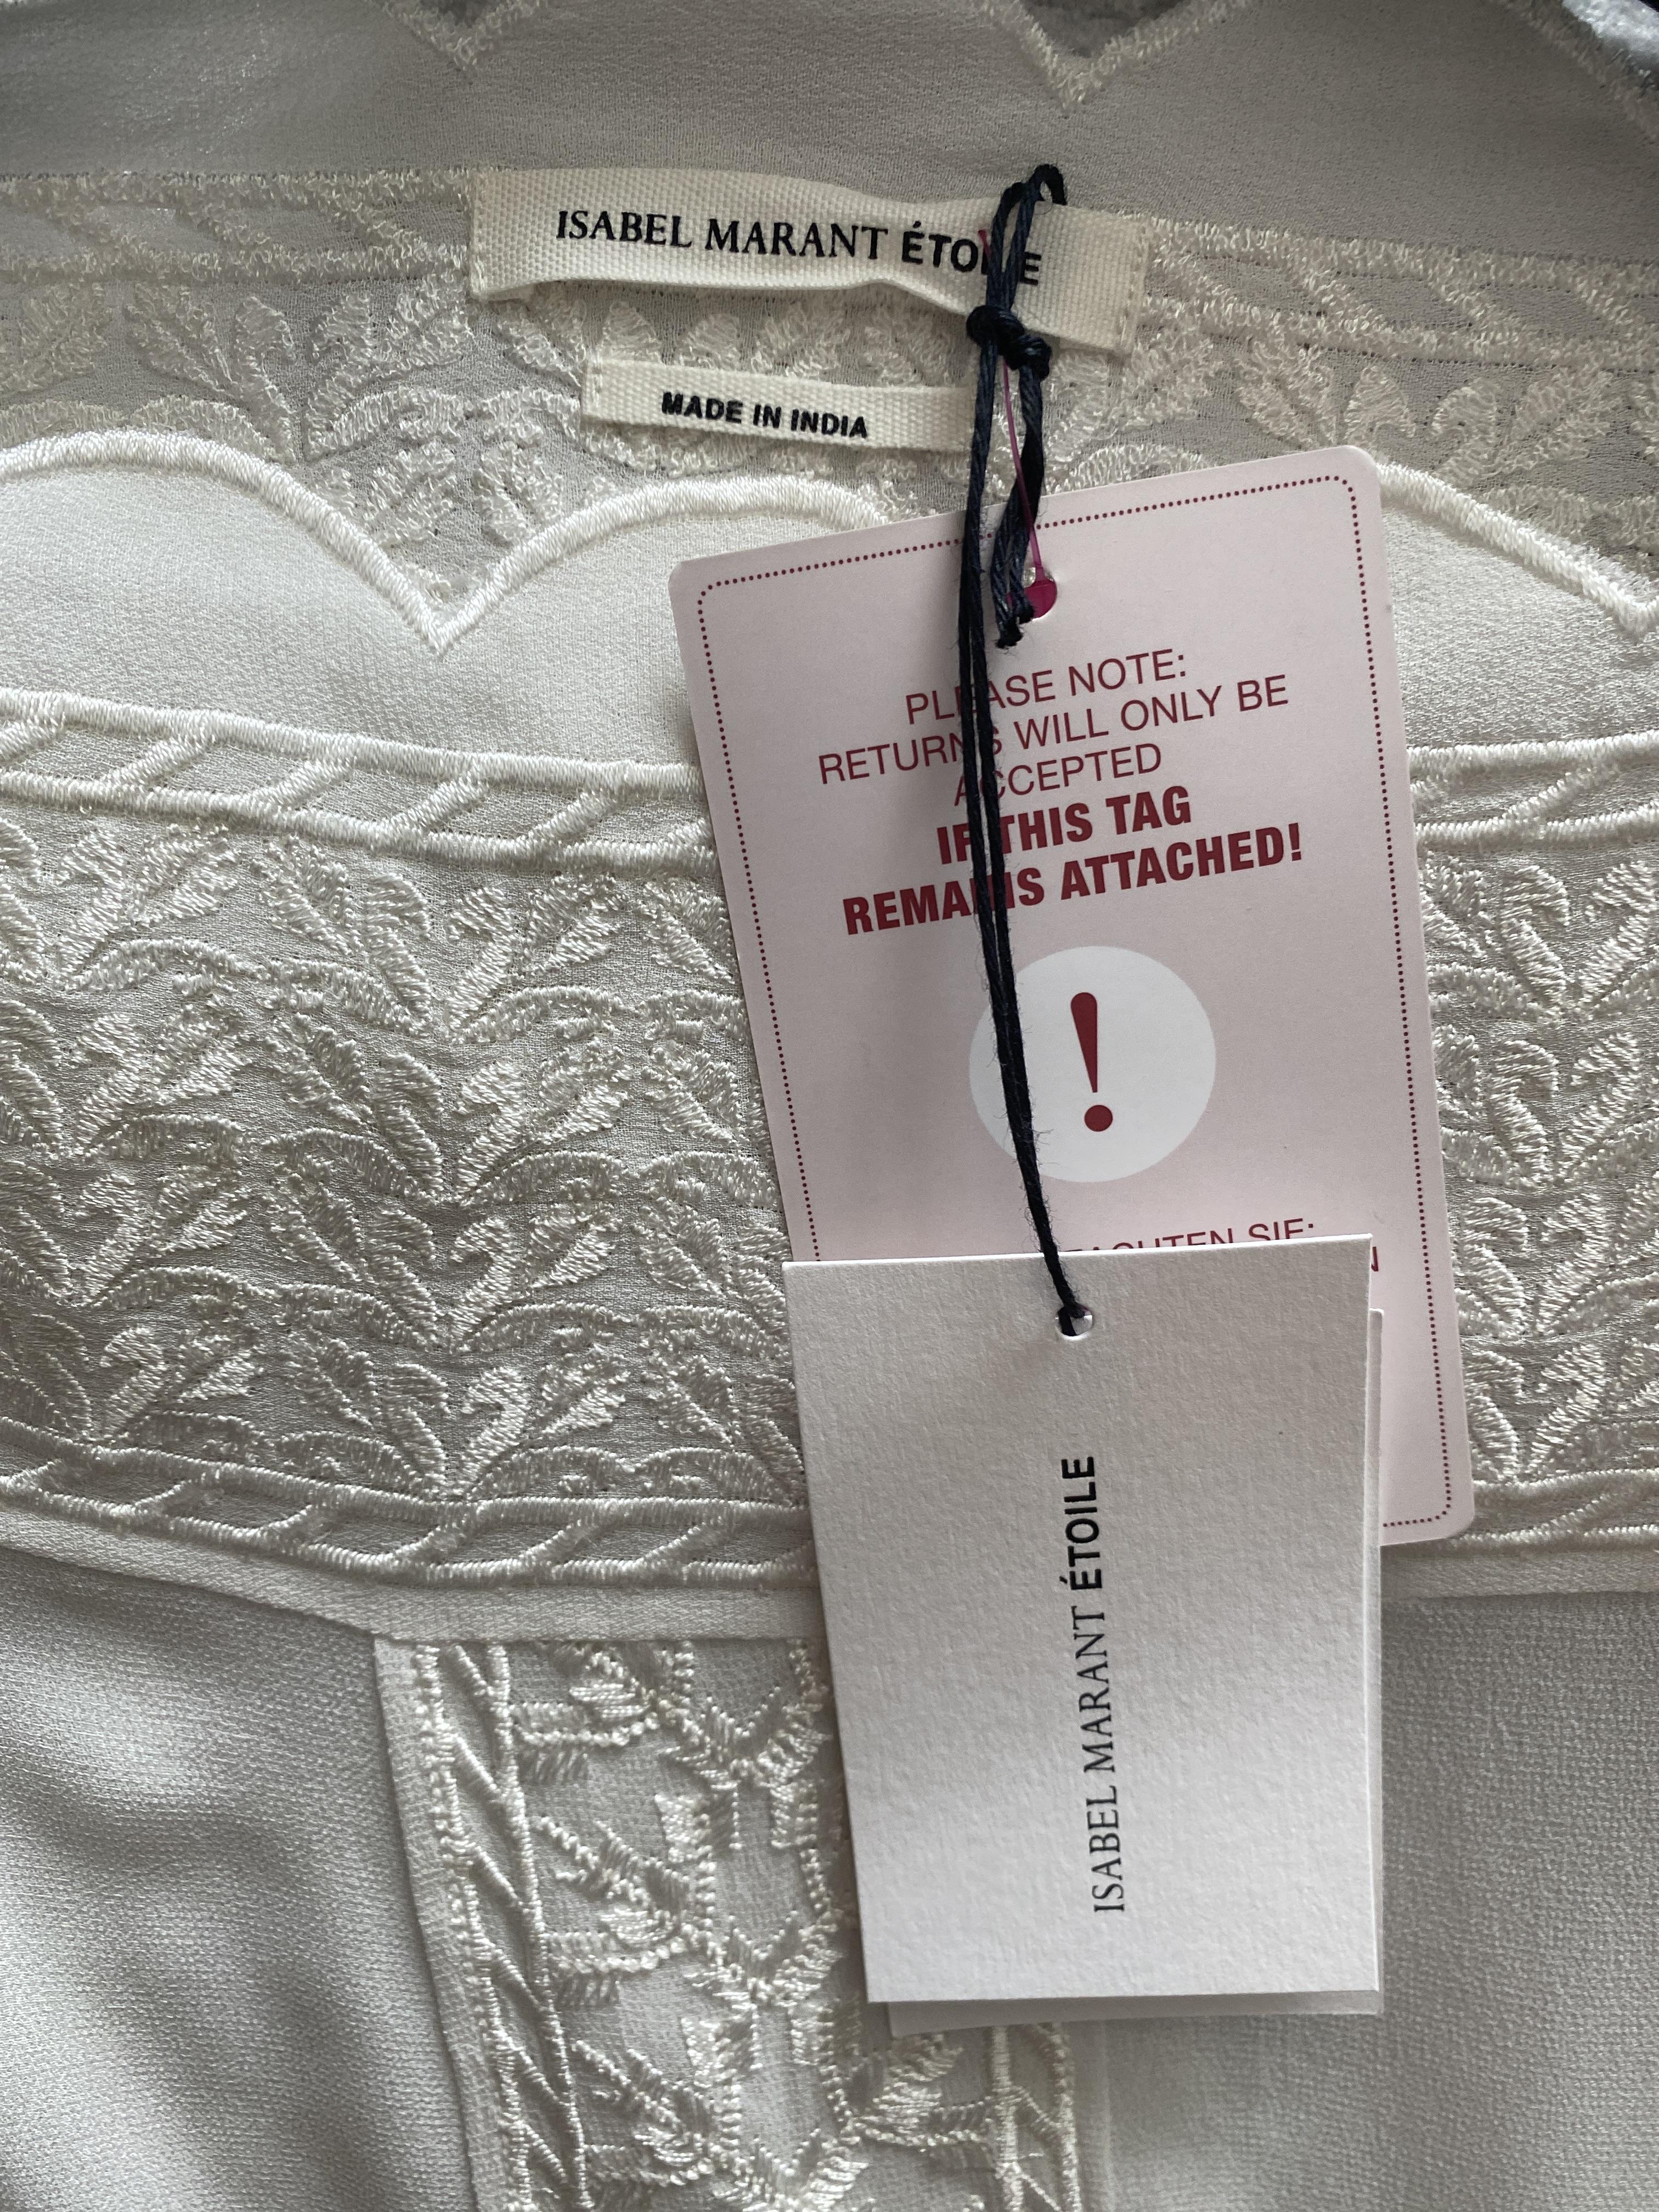 ISABEL MARANT ÉTOILE
MADE IN INDIA
PLEASE NOTE:
RETURNS WILL ONLY BE
ACCEPTED
IF THIS TAG
REMAINS ATTACHED!
!
SIE:
ISABEL MARANT ÉTOILE